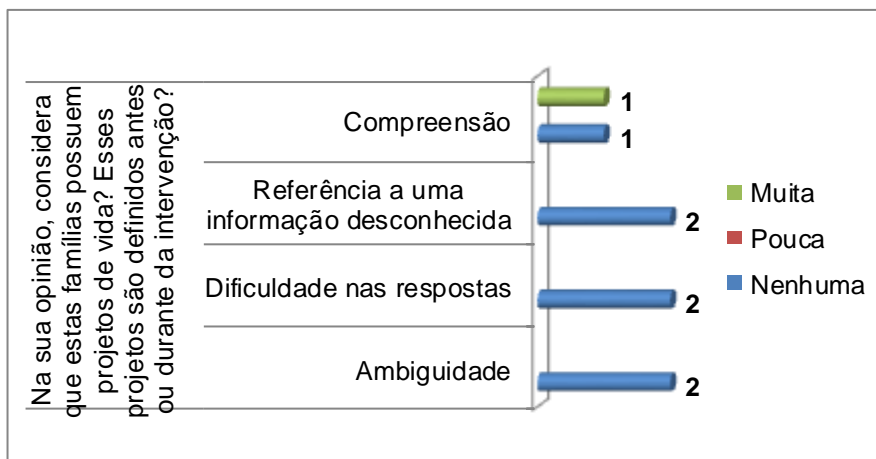 Na sua opinião, considera
que estas famílias possuem
projetos de vida? Esses
projetos são definidos antes
ou durante da intervenção?
Compreensão
1
1
Referência a uma
informação desconhecida
2
Dificuldade nas respostas
2
Ambiguidade
2
Muita
Pouca
Nenhuma